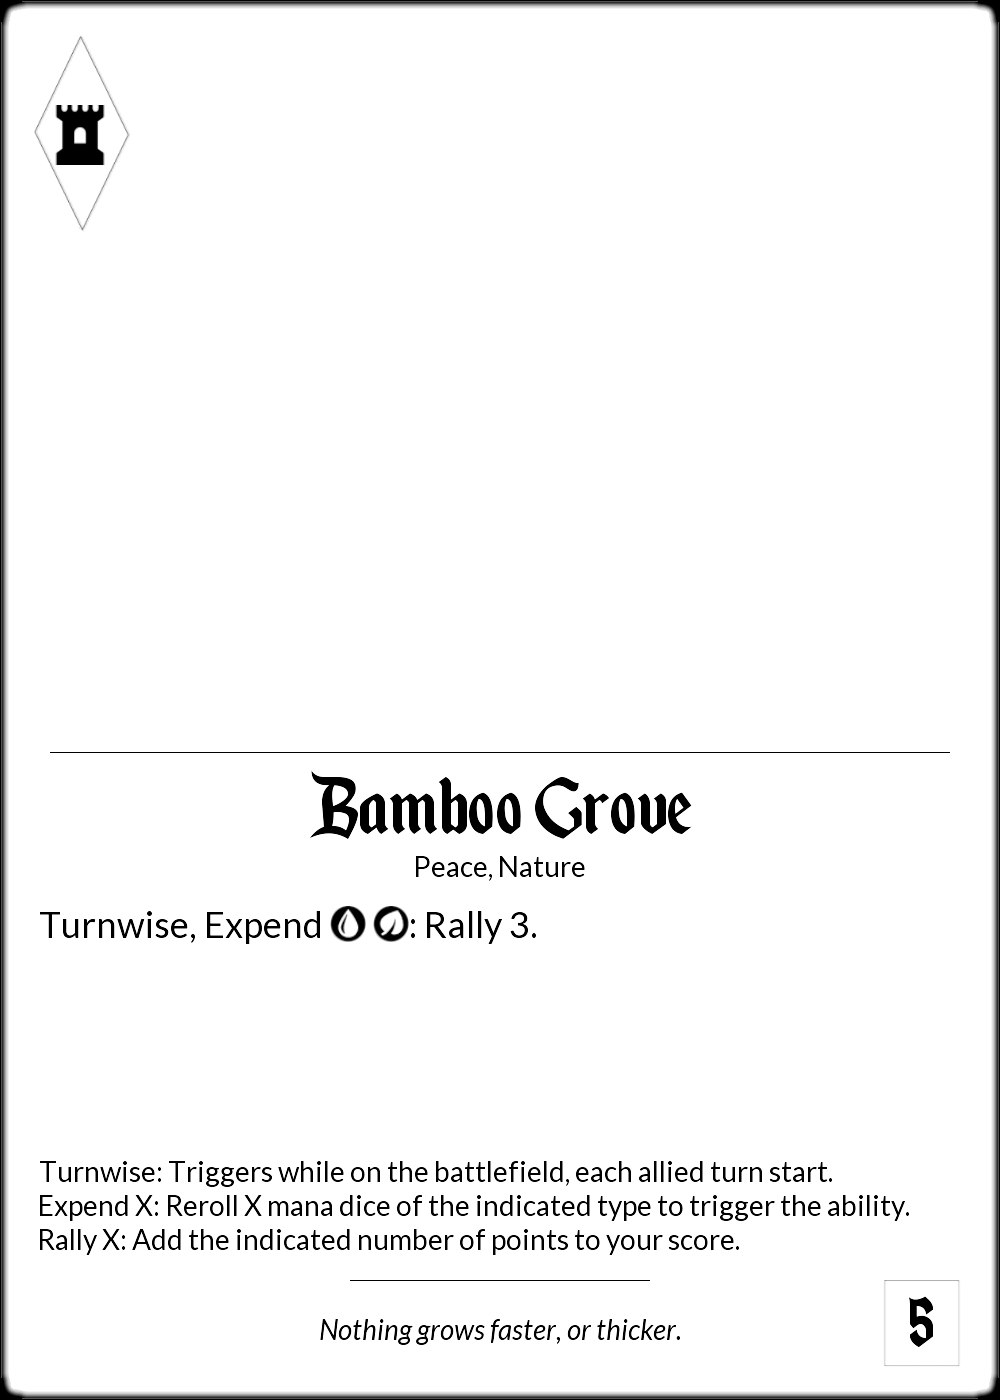 Bamboo Grove
Peace, Nature
Turnwise, Expend : Rally 3.
Turnwise: Triggers while on the battlefield, each allied turn start.
Expend X: Reroll X mana dice of the indicated type to trigger the ability.
Rally X: Add the indicated number of points to your score.
Nothing grows faster, or thicker.
5